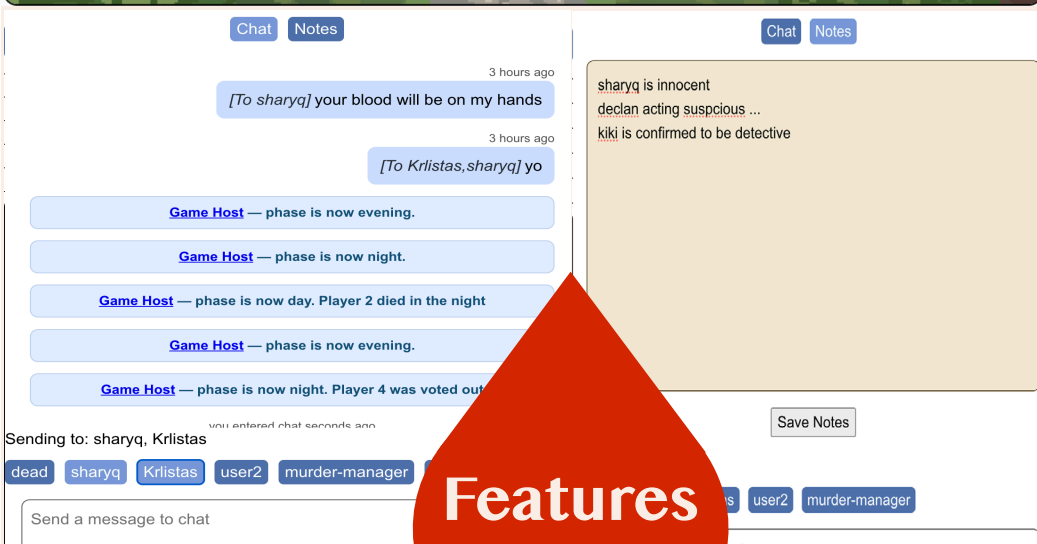 Chat Notes
3 hours ago
[To sharyq] your blood will be on my hands
3 hours ago
[To Krlistas,sharyq] yo
Game Host — phase is now evening.
Game Host — phase is now night.
Game Host — phase is now day. Player 2 died in the night
Game Host — phase is now evening.
Game Host — phase is now night. Player 4 was voted out
you entered chat seconds ago
Sending to: sharyq, Krlistas
dead sharyq Krlistas user2 murder-manager
Send a message to chat
Chat Notes
sharyq is innocent
declan acting suspcious ...
kiki is confirmed to be detective
Save Notes
user2 murder-manager
Features